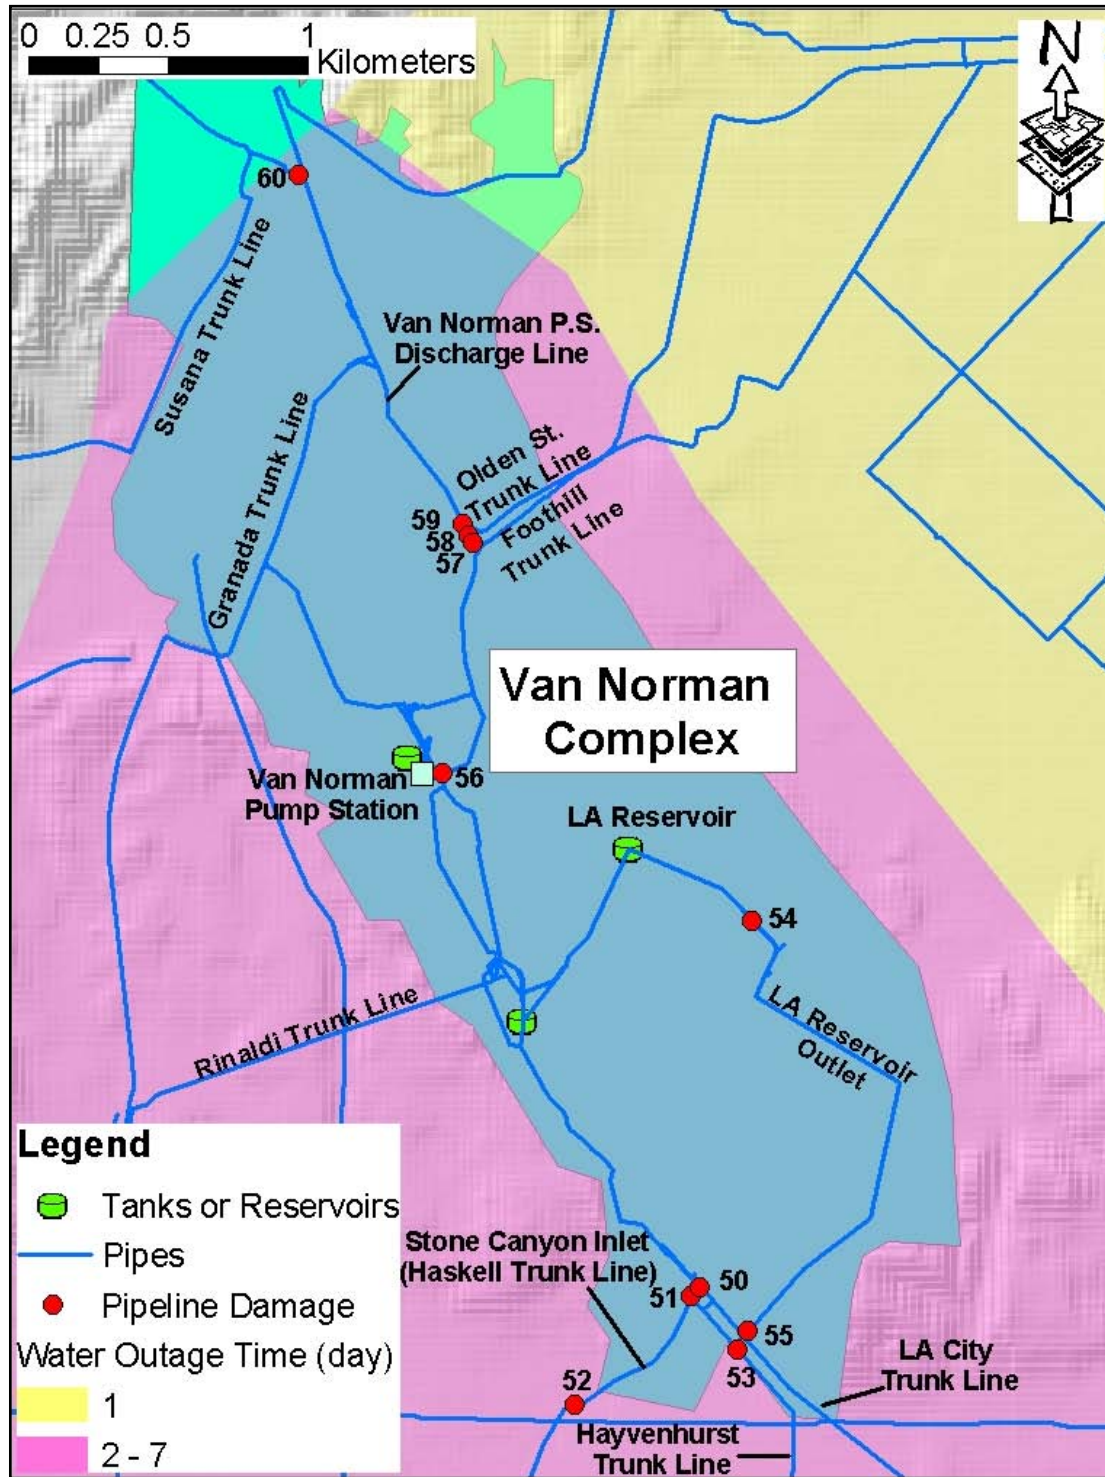 0 0.25 0.5 1
Kilometers
N
60
Susana Trunk Line
Van Norman P.S.
Discharge Line
Granada Trunk Line
Olden St.
Trunk Line
Foothill
Trunk Line
59
58
57
Van Norman
Complex
Van Norman
Pump Station
56
LA Reservoir
54
Rinaldi Trunk Line
LA Reservoir
Outlet
Legend
Tanks or Reservoirs
Pipes
Pipeline Damage
Water Outage Time (day)
1
2 - 7
Stone Canyon Inlet
(Haskell Trunk Line)
50
51
55
53
52
LA City
Trunk Line
Hayvenhurst
Trunk Line